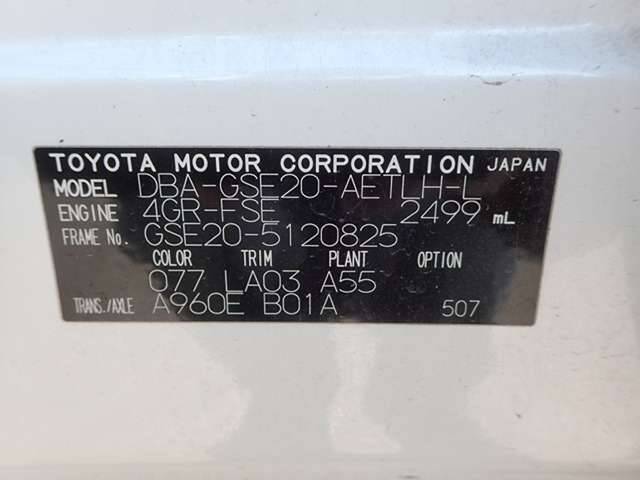 TOYOTA MOTOR CORPORATION JAPAN
MODEL DBA-GSE20-AETLH-L
ENGINE 4GR-FSE 2499 mL
FRAME No. GSE20-5120825
COLOR TRIM PLANT OPTION
077 LA03 A55
TRANS./AXLE A960E B01A 507